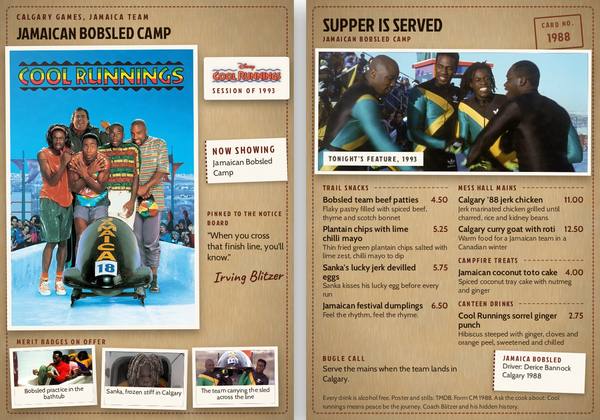 CALGARY GAMES, JAMAICA TEAM
JAMAICAN BOBSLED CAMP
COOL RUNNINGS
JAMAICA
18
Disney
COOL RUNNINGS
SESSION OF 1993
NOW SHOWING
Jamaican Bobsled
Camp
PINNED TO THE NOTICE
BOARD
"When you cross
that finish line, you'll
know."
Irving Blitzer
MERIT BADGES ON OFFER
Bobsled practice in the
bathtub
Sanka, frozen stiff in Calgary
The team carrying the sled
across the line
SUPPER IS SERVED
JAMAICAN BOBSLED CAMP
CARD NO.
1988
TONIGHT'S FEATURE, 1993
TRAIL SNACKS
Bobsled team beef patties 4.50
Flaky pastry filled with spiced beef,
thyme and scotch bonnet
Plantain chips with lime 5.25
chilli mayo
Thin fried green plantain chips salted with
lime zest, chilli mayo to dip
Sanka's lucky jerk devilled 5.75
eggs
Sanka kisses his lucky egg before every
run
Jamaican festival dumplings 6.50
Feel the rhythm, feel the rhyme.
MESS HALL MAINS
Calgary '88 jerk chicken 11.00
Jerk marinated chicken grilled until
charred, rice and kidney beans
Calgary curry goat with roti 12.50
Warm food for a Jamaican team in a
Canadian winter
CAMPFIRE TREATS
Jamaican coconut toto cake 4.00
Spiced coconut tray cake with nutmeg
and ginger
CANTEEN DRINKS
Cool Runnings sorrel ginger 2.75
punch
Hibiscus steeped with ginger, cloves and
orange peel, sweetened and chilled
BUGLE CALL
Serve the mains when the team lands in
Calgary.
JAMAICA BOBSLED
Driver: Derice Bannock
Calgary 1988
Every drink is alcohol free. Poster and stills: TMDB. Form CM 1988. Ask the cook about: Cool
runnings means peace be the journey. Coach Blitzer and his hidden history.